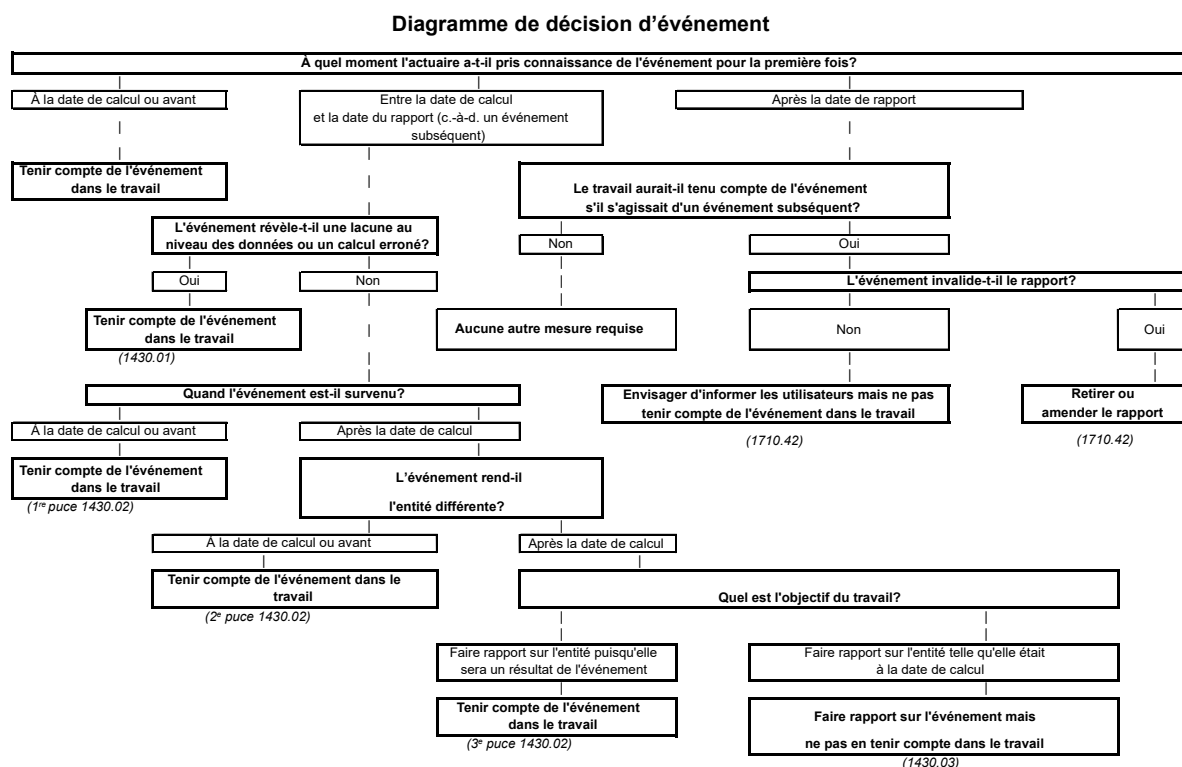 Diagramme de décision d'événement
À quel moment l'actuaire a-t-il pris connaissance de l'événement pour la première fois?
À la date de calcul ou avant
Entre la date de calcul
et la date du rapport (c.-à-d. un événement
subséquent)
Après la date de rapport
Tenir compte de l'événement
dans le travail
Le travail aurait-il tenu compte de l'événement
s'il s'agissait d'un événement subséquent?
L'événement révèle-t-il une lacune au
niveau des données ou un calcul erroné?
Non
Oui
Oui
Non
L'événement invalide-t-il le rapport?
Tenir compte de l'événement
dans le travail
(1430.01)
Aucune autre mesure requise
Non
Oui
Quand l'événement est-il survenu?
Envisager d'informer les utilisateurs mais ne pas
tenir compte de l'événement dans le travail
(1710.42)
Retirer ou
amender le rapport
(1710.42)
À la date de calcul ou avant
Après la date de calcul
Tenir compte de l'événement
dans le travail
(1re puce 1430.02)
L'événement rend-il
l'entité différente?
À la date de calcul ou avant
Après la date de calcul
Tenir compte de l'événement dans le
travail
(2e puce 1430.02)
Quel est l'objectif du travail?
Faire rapport sur l'entité puisqu'elle
sera un résultat de l'événement
Faire rapport sur l'entité telle qu'elle était
à la date de calcul
Tenir compte de l'événement
dans le travail
(3e puce 1430.02)
Faire rapport sur l'événement mais
ne pas en tenir compte dans le travail
(1430.03)